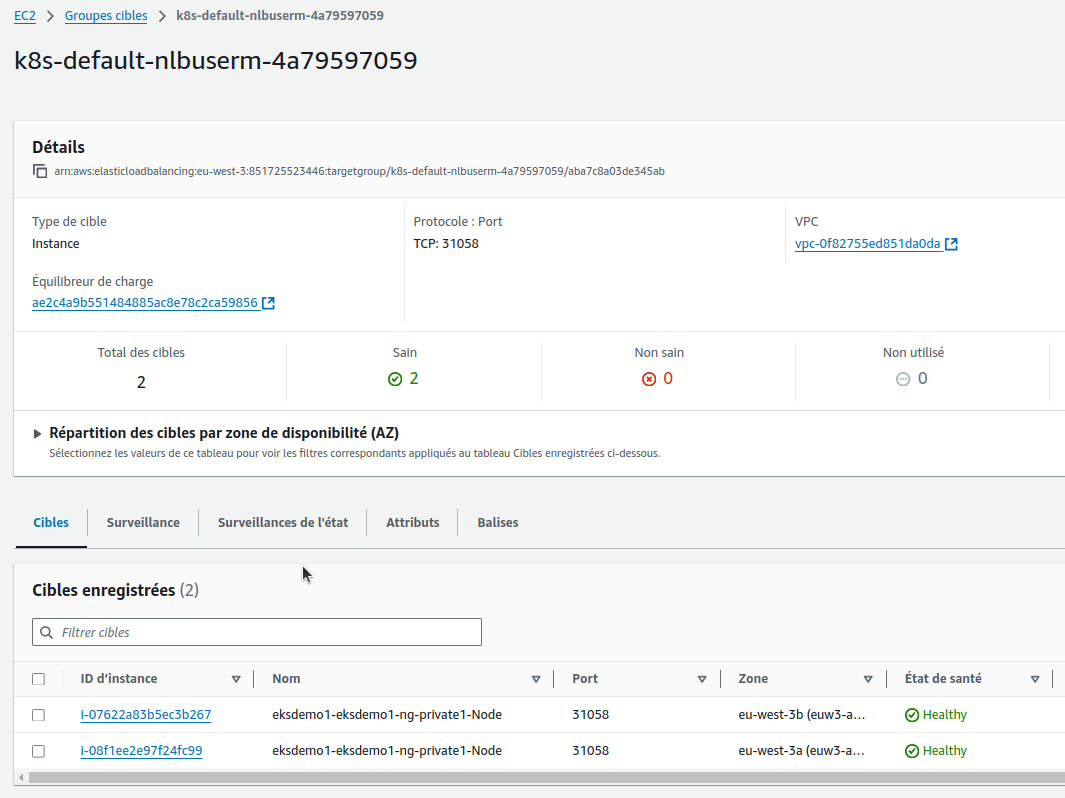 EC2 > Groupes cibles > k8s-default-nlbuserm-4a79597059
k8s-default-nlbuserm-4a79597059
Détails
arn:aws:elasticloadbalancing:eu-west-3:851725523446:targetgroup/k8s-default-nlbuserm-4a79597059/aba7c8a03de345ab
Type de cible Protocole : Port VPC
Instance TCP: 31058 vpc-0f82755ed851da0da
Équilibreur de charge
ae2c4a9b551484885ac8e78c2ca59856
Total des cibles Sain Non sain Non utilisé
2 2 0 0
Répartition des cibles par zone de disponibilité (AZ)
Sélectionnez les valeurs de ce tableau pour voir les filtres correspondants appliqués au tableau Cibles enregistrées ci-dessous.
Cibles Surveillance Surveillances de l'état Attributs Balises
Cibles enregistrées (2)
Filtrer cibles
ID d’instance Nom Port Zone État de santé
i-07622a83b5ec3b267 eksdemo1-eksdemo1-ng-private1-Node 31058 eu-west-3b (euw3-a... Healthy
i-08f1ee2e97f24fc99 eksdemo1-eksdemo1-ng-private1-Node 31058 eu-west-3a (euw3-a... Healthy